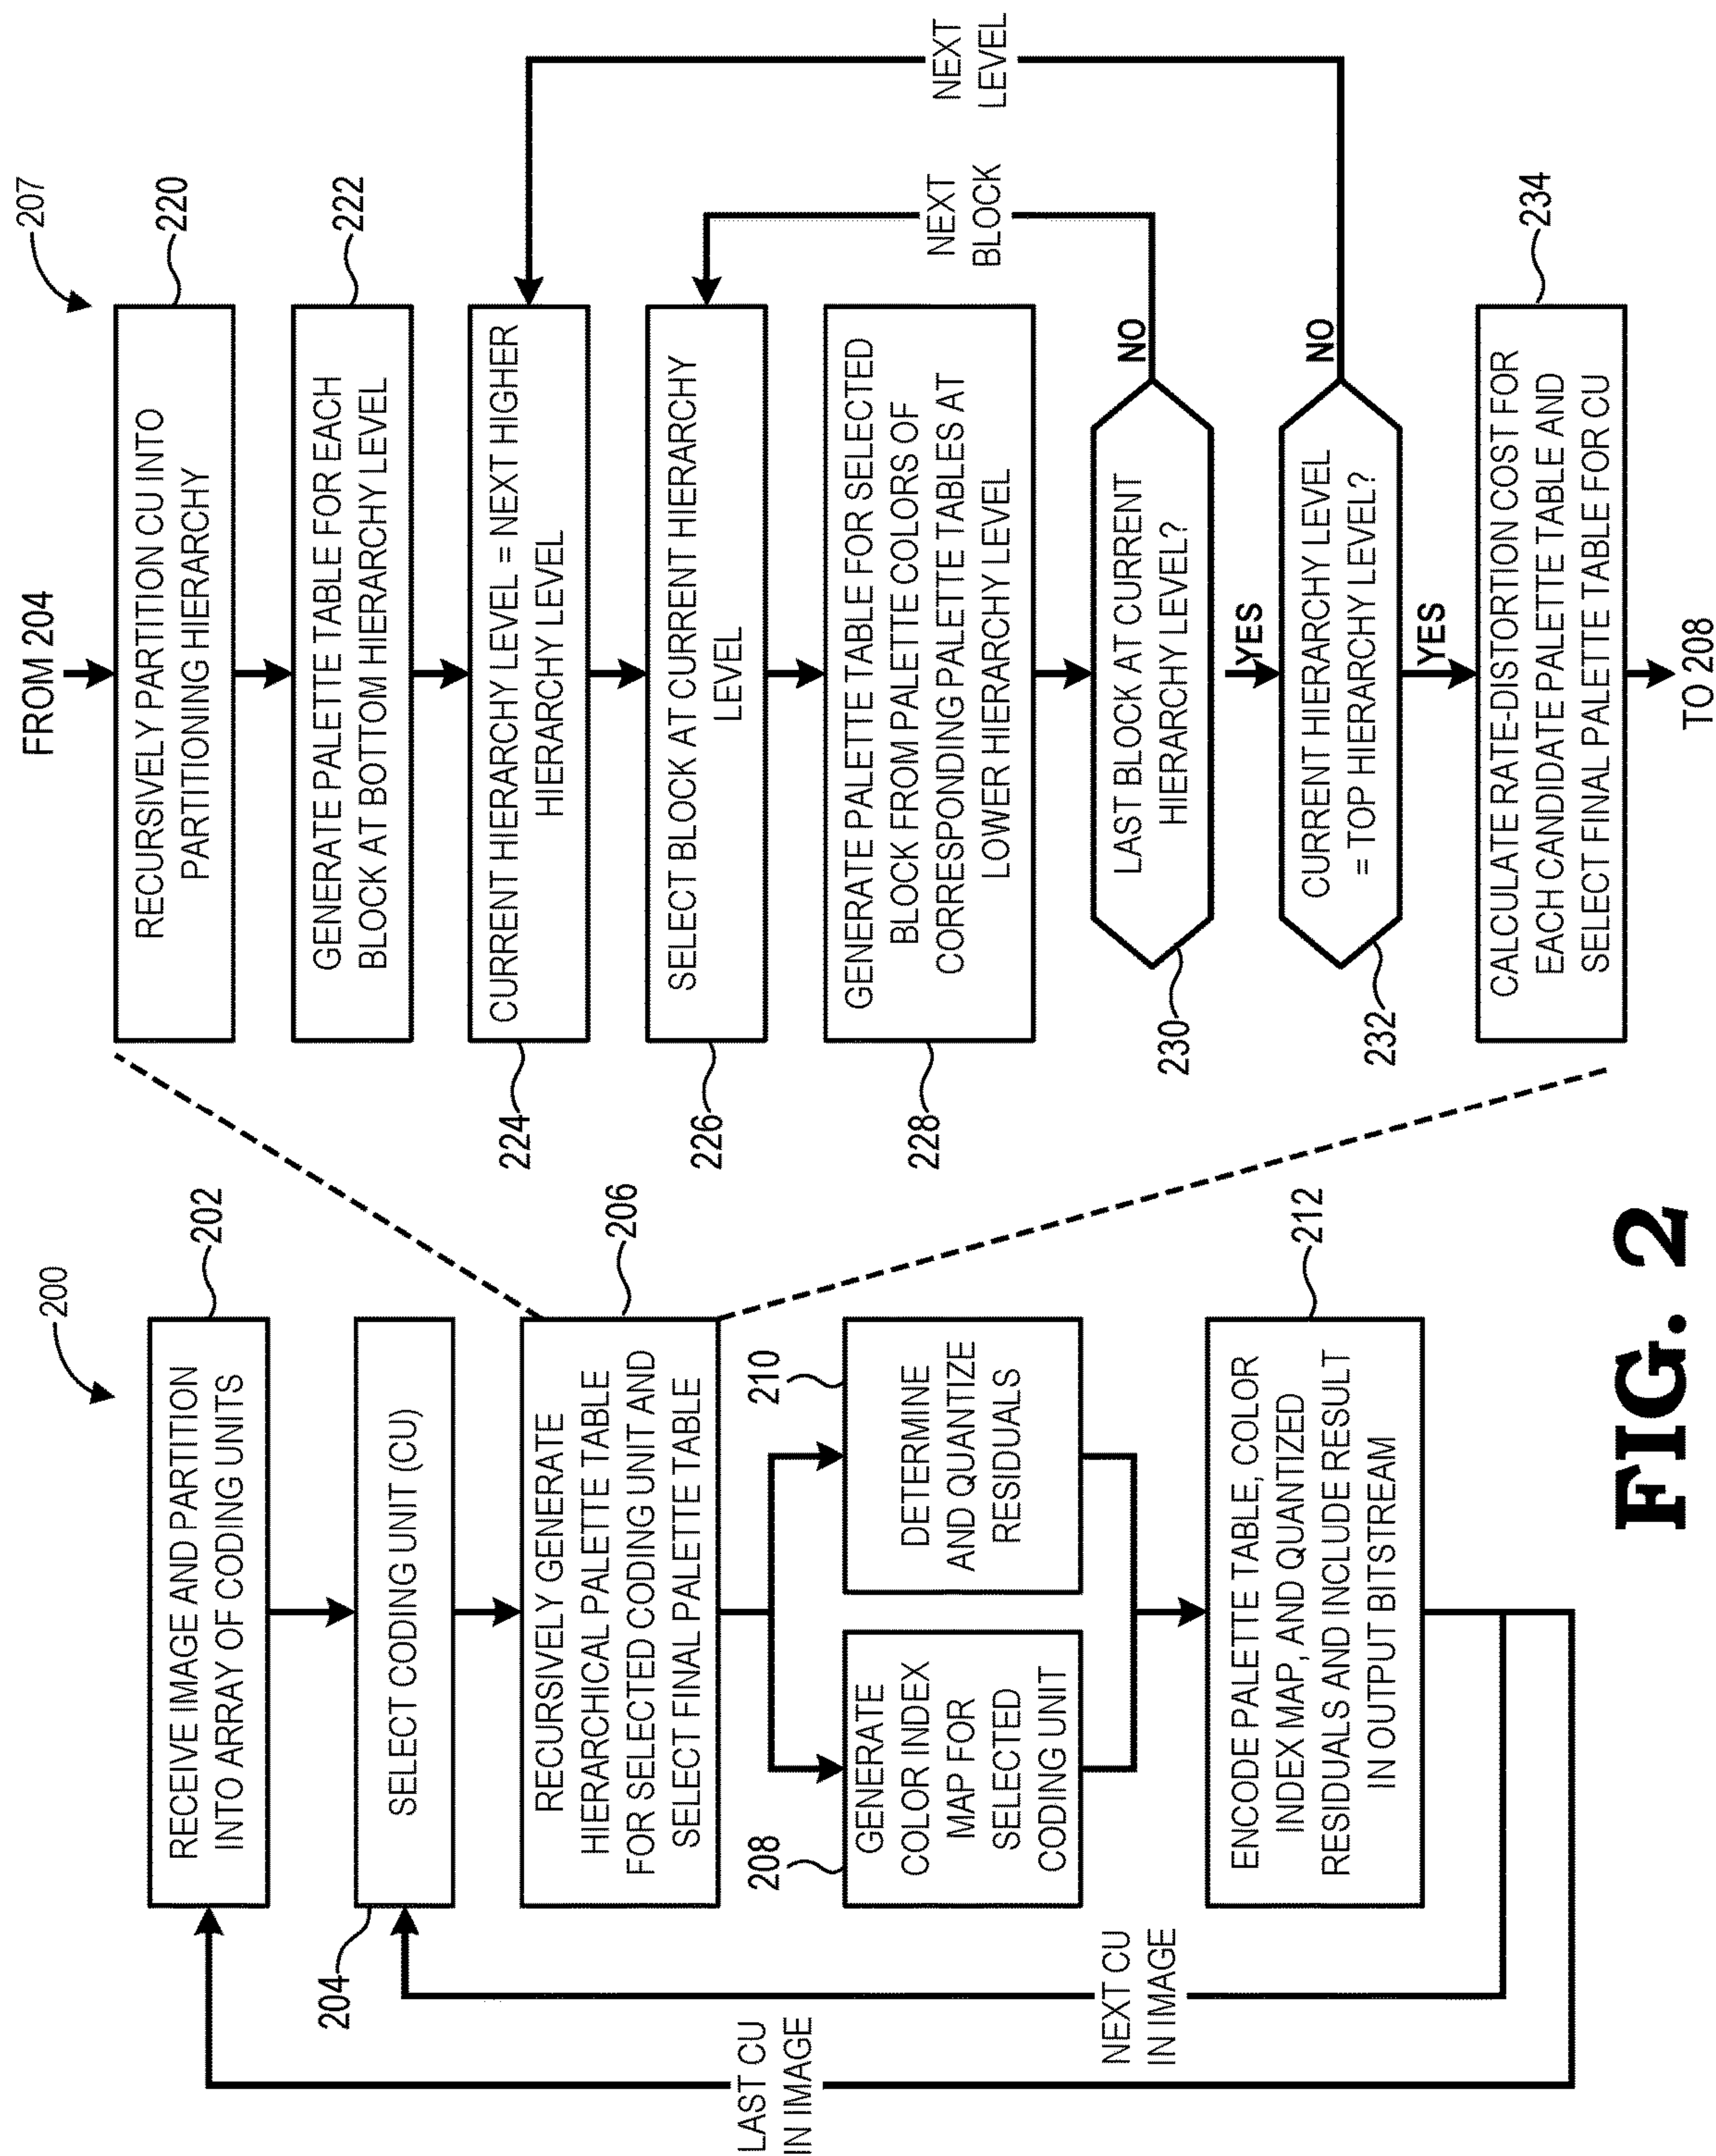 200
RECEIVE IMAGE AND PARTITION
INTO ARRAY OF CODING UNITS
202
SELECT CODING UNIT (CU)
204
RECURSIVELY GENERATE
HIERARCHICAL PALETTE TABLE
FOR SELECTED CODING UNIT AND
SELECT FINAL PALETTE TABLE
206
208
GENERATE
COLOR INDEX
MAP FOR
SELECTED
CODING UNIT
210
DETERMINE
AND QUANTIZE
RESIDUALS
ENCODE PALETTE TABLE, COLOR
INDEX MAP, AND QUANTIZED
RESIDUALS AND INCLUDE RESULT
IN OUTPUT BITSTREAM
212
LAST CU
IN IMAGE
NEXT CU
IN IMAGE
FROM 204
207
RECURSIVELY PARTITION CU INTO
PARTITIONING HIERARCHY
220
GENERATE PALETTE TABLE FOR EACH
BLOCK AT BOTTOM HIERARCHY LEVEL
222
CURRENT HIERARCHY LEVEL = NEXT HIGHER
HIERARCHY LEVEL
224
SELECT BLOCK AT CURRENT HIERARCHY
LEVEL
226
GENERATE PALETTE TABLE FOR SELECTED
BLOCK FROM PALETTE COLORS OF
CORRESPONDING PALETTE TABLES AT
LOWER HIERARCHY LEVEL
228
LAST BLOCK AT CURRENT
HIERARCHY LEVEL?
230
NO
NEXT
BLOCK
YES
CURRENT HIERARCHY LEVEL
= TOP HIERARCHY LEVEL?
232
NO
NEXT
LEVEL
YES
CALCULATE RATE-DISTORTION COST FOR
EACH CANDIDATE PALETTE TABLE AND
SELECT FINAL PALETTE TABLE FOR CU
234
TO 208
FIG. 2